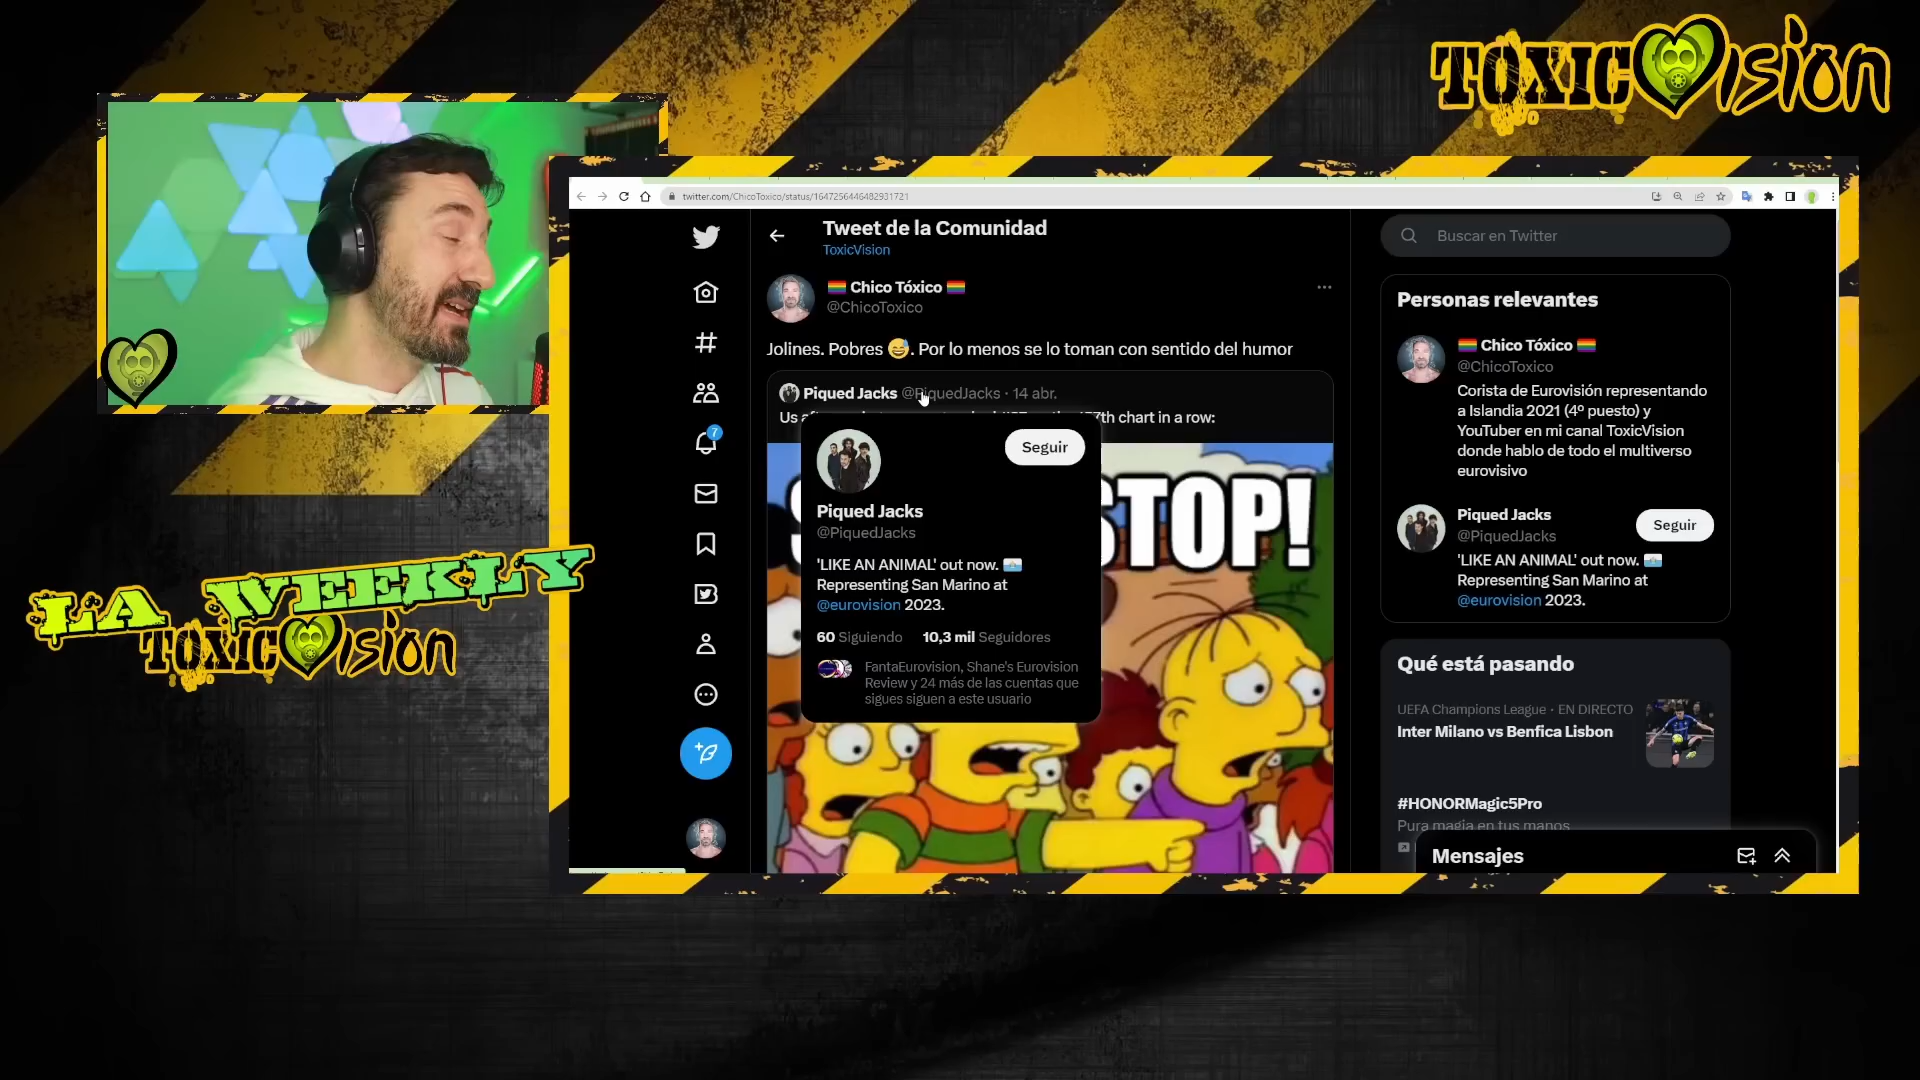 TOXIC Vision
LA WEEKLY
TOXIC Vision
twitter.com/ChicoToxico/status/1647256446482931721
Tweet de la Comunidad
ToxicVision
Chico Tóxico
@ChicoToxico
Jolines. Pobres 😅. Por lo menos se lo toman con sentido del humor
Piqued Jacks @PiquedJacks · 14 abr.
Us
th chart in a row:
STOP!
Seguir
Piqued Jacks
@PiquedJacks
'LIKE AN ANIMAL' out now. 🇸🇲
Representing San Marino at
@eurovision 2023.
60 Siguiendo 10,3 mil Seguidores
FantaEurovision, Shane's Eurovision
Review y 24 más de las cuentas que
sigues siguen a este usuario
7
Buscar en Twitter
Personas relevantes
Chico Tóxico
@ChicoToxico
Corista de Eurovisión representando
a Islandia 2021 (4º puesto) y
YouTuber en mi canal ToxicVision
donde hablo de todo el multiverso
eurovisivo
Piqued Jacks
@PiquedJacks
Seguir
'LIKE AN ANIMAL' out now. 🇸🇲
Representing San Marino at
@eurovision 2023.
Qué está pasando
UEFA Champions League · EN DIRECTO
Inter Milano vs Benfica Lisbon
#HONORMagic5Pro
Pura magia en tus manos
Mensajes